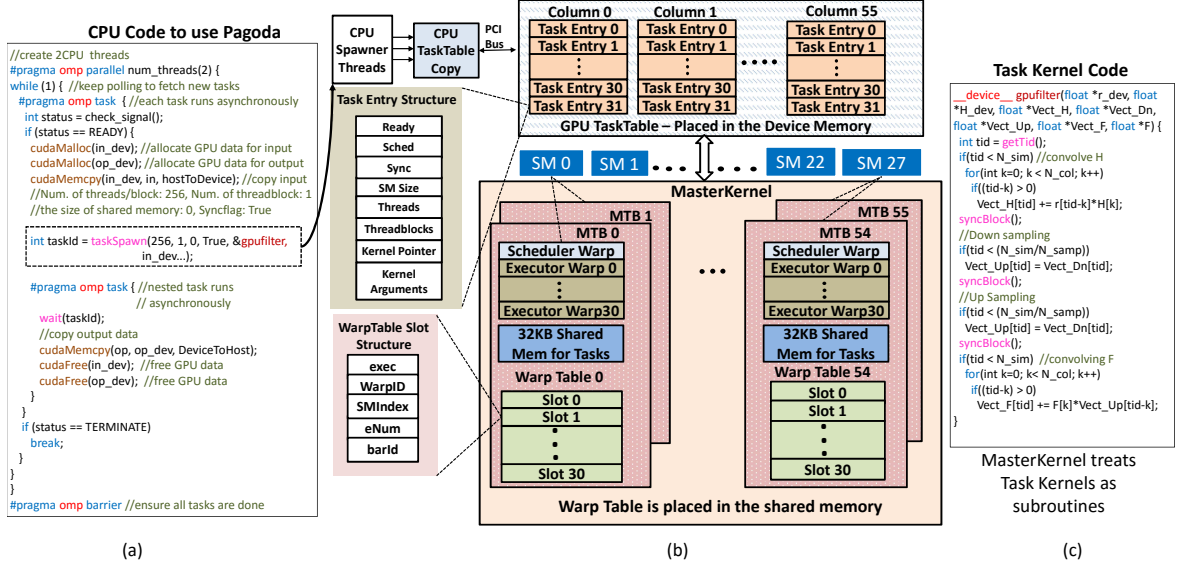 CPU Code to use Pagoda
//create 2CPU  threads
#pragma omp parallel num_threads(2) {
while (1) {  //keep polling to fetch new tasks
#pragma omp task  { //each task runs asynchronously
int status = check_signal();
if (status == READY) {
cudaMalloc(in_dev); //allocate GPU data for input
cudaMalloc(op_dev); //allocate GPU data for output
cudaMemcpy(in_dev, in, hostToDevice); //copy input
//Num. of threads/block: 256, Num. of threadblock: 1
//the size of shared memory: 0, Syncflag: True
int taskId = taskSpawn(256, 1, 0, True, &gpufilter,
in_dev...);
#pragma omp task { //nested task runs
// asynchronously
wait(taskId);
//copy output data
cudaMemcpy(op, op_dev, DeviceToHost);
cudaFree(in_dev);  //free GPU data
cudaFree(op_dev);  //free GPU data
}
}
if (status == TERMINATE)
break;
}
}
}
#pragma omp barrier //ensure all tasks are done
(a)
CPU
Spawner
Threads
CPU
TaskTable
Copy
PCI
Bus
Task Entry Structure
Ready
Sched
Sync
SM Size
Threads
Threadblocks
Kernel Pointer
Kernel
Arguments
WarpTable Slot
Structure
exec
WarpID
SMIndex
eNum
barId
Column 0
Task Entry 0
Task Entry 1
Task Entry 30
Task Entry 31
Column 1
Task Entry 0
Task Entry 1
Task Entry 30
Task Entry 31
Column 55
Task Entry 0
Task Entry 1
Task Entry 30
Task Entry 31
GPU TaskTable – Placed in the Device Memory
SM 0
SM 1
SM 22
SM 27
MasterKernel
MTB 1
MTB 0
Scheduler Warp
Executor Warp 0
Executor Warp30
32KB Shared
Mem for Tasks
Warp Table 0
Slot 0
Slot 1
Slot 30
MTB 55
MTB 54
Scheduler Warp
Executor Warp 0
Executor Warp30
32KB Shared
Mem for Tasks
Warp Table 54
Slot 0
Slot 1
Slot 30
Warp Table is placed in the shared memory
(b)
Task Kernel Code
__device__ gpufilter(float *r_dev, float
*H_dev, float *Vect_H, float *Vect_Dn,
float *Vect_Up, float *Vect_F, float *F) {
int tid = getTid();
if(tid < N_sim) //convolve H
for(int k=0; k < N_col; k++)
if((tid-k) > 0)
Vect_H[tid] += r[tid-k]*H[k];
syncBlock();
//Down sampling
if(tid < (N_sim/N_samp))
Vect_Up[tid] = Vect_Dn[tid];
syncBlock();
//Up Sampling
if(tid < (N_sim/N_samp))
Vect_Up[tid] = Vect_Dn[tid];
syncBlock();
if(tid < N_sim)  //convolving F
for(int k=0; k< N_col; k++)
if((tid-k) > 0)
Vect_F[tid] += F[k]*Vect_Up[tid-k];
}
MasterKernel treats
Task Kernels as
subroutines
(c)